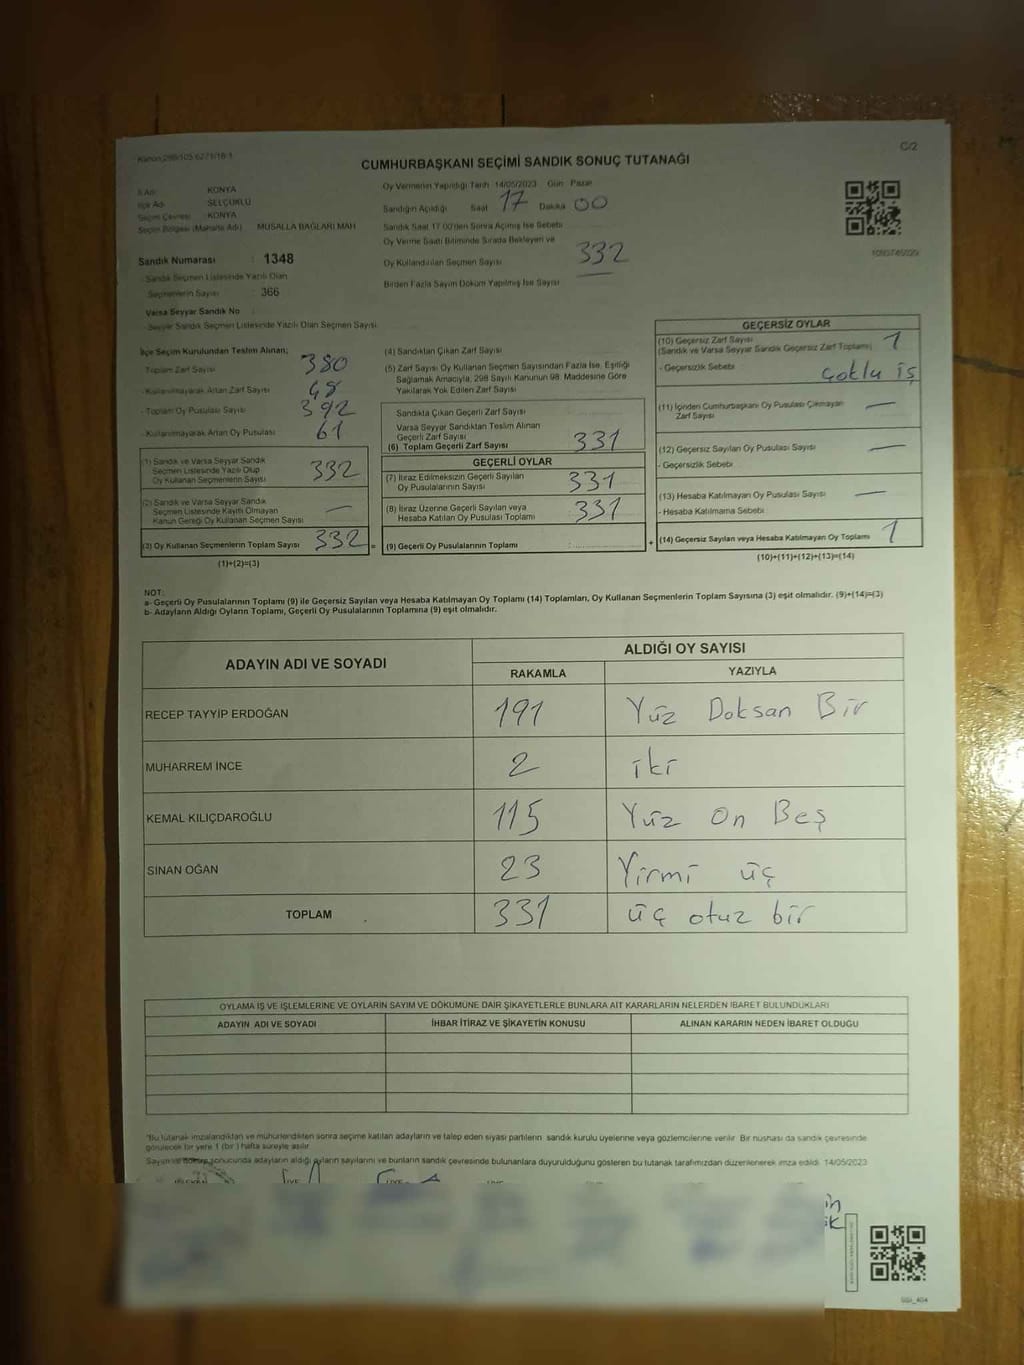 Kanon 298/105 6271/18-1
C/2
CUMHURBAŞKANI SEÇİMİ SANDIK SONUÇ TUTANAĞI
İl Adı : KONYA
İlçe Adı : SELÇUKLU
Seçim Çevresi : KONYA
Seçim Bölgesi (Mahalle Adı) MUSALLA BAĞLARI MAH
Sandık Numarası : 1348
- Sandık Seçmen Listesinde Yazılı Olan
Seçmenlerin Sayısı : 366
Varsa Seyyar Sandık No :
- Seyyar Sandık Seçmen Listesinde Yazılı Olan Seçmen Sayısı
Oy Vermenin Yapıldığı Tarih 14/05/2023 Gün Pazar
Sandığın Açıldığı Saat 17 Dakika 00
Sandık Saat 17.00'den Sonra Açmış İse Sebebi
Oy Verme Saati Bitiminde Sırada Bekleyen ve
Oy Kullandırılan Seçmen Sayısı 332
Birden Fazla Sayım Döküm Yapılmış İse Sayısı
İlçe Seçim Kurulundan Teslim Alınan;
Toplam Zarf Sayısı 380
- Kullanılmayarak Artan Zarf Sayısı 48
- Toplam Oy Pusulası Sayısı 392
- Kullanılmayarak Artan Oy Pusulası 61
(1) Sandık ve Varsa Seyyar Sandık
Seçmen Listesinde Yazılı Olup
Oy Kullanan Seçmenlerin Sayısı 332
(2) Sandık ve Varsa Seyyar Sandık
Seçmen Listesinde Kayıtlı Olmayan
Kanun Gereği Oy Kullanan Seçmen Sayısı —
(3) Oy Kullanan Seçmenlerin Toplam Sayısı 332 =
(1)+(2)=(3)
(4) Sandıktan Çıkan Zarf Sayısı
(5) Zarf Sayısı Oy Kullanan Seçmen Sayısından Fazla İse, Eşitliği
Sağlamak Amacıyla, 298 Sayılı Kanunun 98. Maddesine Göre
Yakılarak Yok Edilen Zarf Sayısı
Sandıkta Çıkan Geçerli Zarf Sayısı
Varsa Seyyar Sandıktan Teslim Alınan
Geçerli Zarf Sayısı
(6) Toplam Geçerli Zarf Sayısı 331
GEÇERLİ OYLAR
(7) İtiraz Edilmeksizin Geçerli Sayılan
Oy Pusulalarının Sayısı 331
(8) İtiraz Üzerine Geçerli Sayılan veya
Hesaba Katılan Oy Pusulası Toplamı 331
(9) Geçerli Oy Pusulalarının Toplamı +
GEÇERSİZ OYLAR
(10) Geçersiz Zarf Sayısı
(Sandık ve Varsa Seyyar Sandık Geçersiz Zarf Toplamı) 1
- Geçersizlik Sebebi çoklu iş
(11) İçinden Cumhurbaşkanı Oy Pusulası Çıkmayan
Zarf Sayısı —
(12) Geçersiz Sayılan Oy Pusulası Sayısı —
- Geçersizlik Sebebi
(13) Hesaba Katılmayan Oy Pusulası Sayısı —
- Hesaba Katılmama Sebebi
(14) Geçersiz Sayılan veya Hesaba Katılmayan Oy Toplamı 1
(10)+(11)+(12)+(13)=(14)
NOT:
a- Geçerli Oy Pusulalarının Toplamı (9) ile Geçersiz Sayılan veya Hesaba Katılmayan Oy Toplamı (14) Toplamları, Oy Kullanan Seçmenlerin Toplam Sayısına (3) eşit olmalıdır. (9)+(14)=(3)
b- Adayların Aldığı Oyların Toplamı, Geçerli Oy Pusulalarının Toplamına (9) eşit olmalıdır.
ADAYIN ADI VE SOYADI
ALDIĞI OY SAYISI
RAKAMLA YAZIYLA
RECEP TAYYİP ERDOĞAN 191 Yüz Doksan Bir
MUHARREM İNCE 2 iki
KEMAL KILIÇDAROĞLU 115 Yüz On Beş
SİNAN OĞAN 23 Yirmi üç
TOPLAM 331 üç otuz bir
OYLAMA İŞ VE İŞLEMLERİNE VE OYLARIN SAYIM VE DÖKÜMÜNE DAİR ŞİKAYETLERLE BUNLARA AİT KARARLARIN NELERDEN İBARET BULUNDUKLARI
ADAYIN ADI VE SOYADI İHBAR İTİRAZ VE ŞİKAYETİN KONUSU ALINAN KARARIN NEDEN İBARET OLDUĞU
*Bu tutanak imzalandıktan ve mühürlendikten sonra seçime katılan adayların ve talep eden siyasi partilerin sandık kurulu üyelerine veya gözlemcilerine verilir. Bir nüshası da sandık çevresinde
görülecek bir yere 1 (bir) hafta süreyle asılır.
Sayım ve döküm sonucunda adayların aldığı oyların sayılarını ve bunların sandık çevresinde bulunanlara duyurulduğunu gösteren bu tutanak tarafımızdan düzenlenerek imza edildi. 14/05/2023